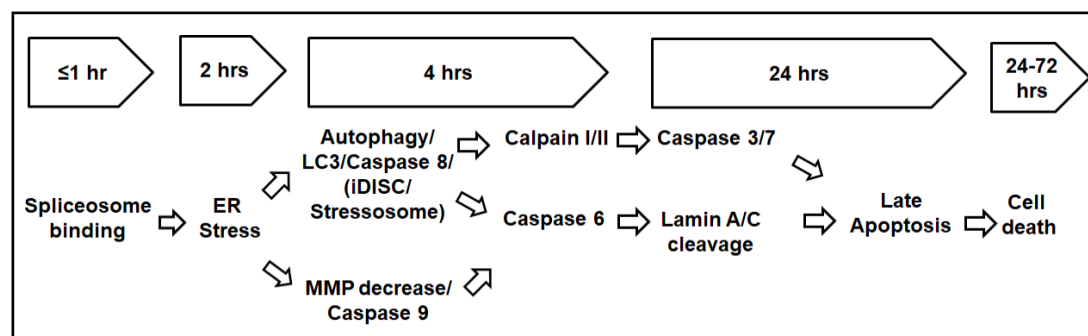 ≤1 hr
2 hrs
4 hrs
24 hrs
24-72
hrs
Spliceosome
binding
ER
Stress
Autophagy/
LC3/Caspase 8/
(iDISC/
Stressosome)
MMP decrease/
Caspase 9
Calpain I/II
Caspase 6
Caspase 3/7
Lamin A/C
cleavage
Late
Apoptosis
Cell
death